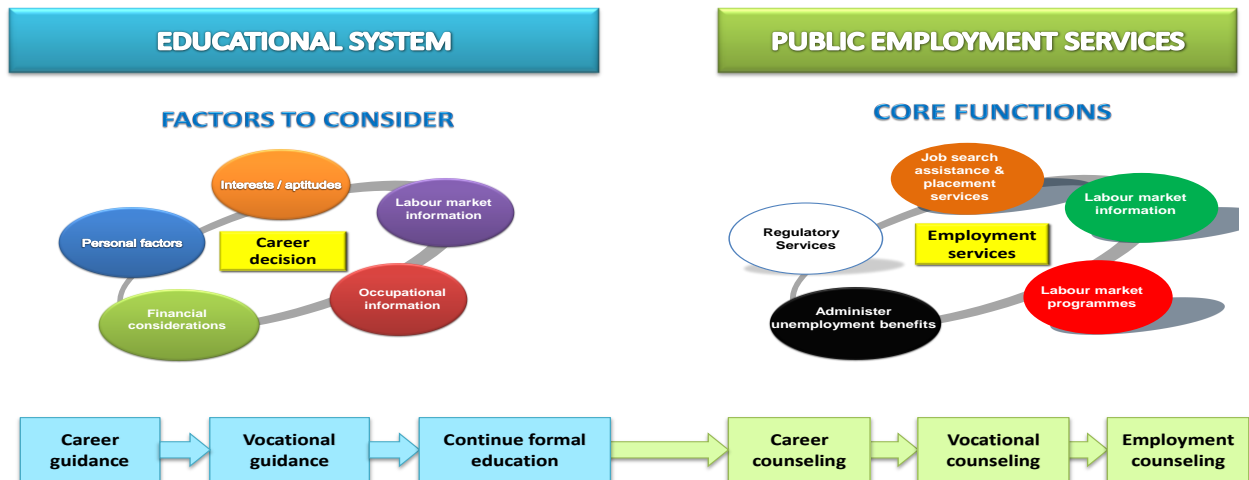 EDUCATIONAL SYSTEM
FACTORS TO CONSIDER
Interests / aptitudes
Labour market
information
Personal factors
Career
decision
Occupational
information
Financial
considerations
PUBLIC EMPLOYMENT SERVICES
CORE FUNCTIONS
Job search
assistance &
placement
services
Labour market
information
Regulatory
Services
Employment
services
Labour market
programmes
Administer
unemployment benefits
Career
guidance
Vocational
guidance
Continue formal
education
Career
counseling
Vocational
counseling
Employment
counseling